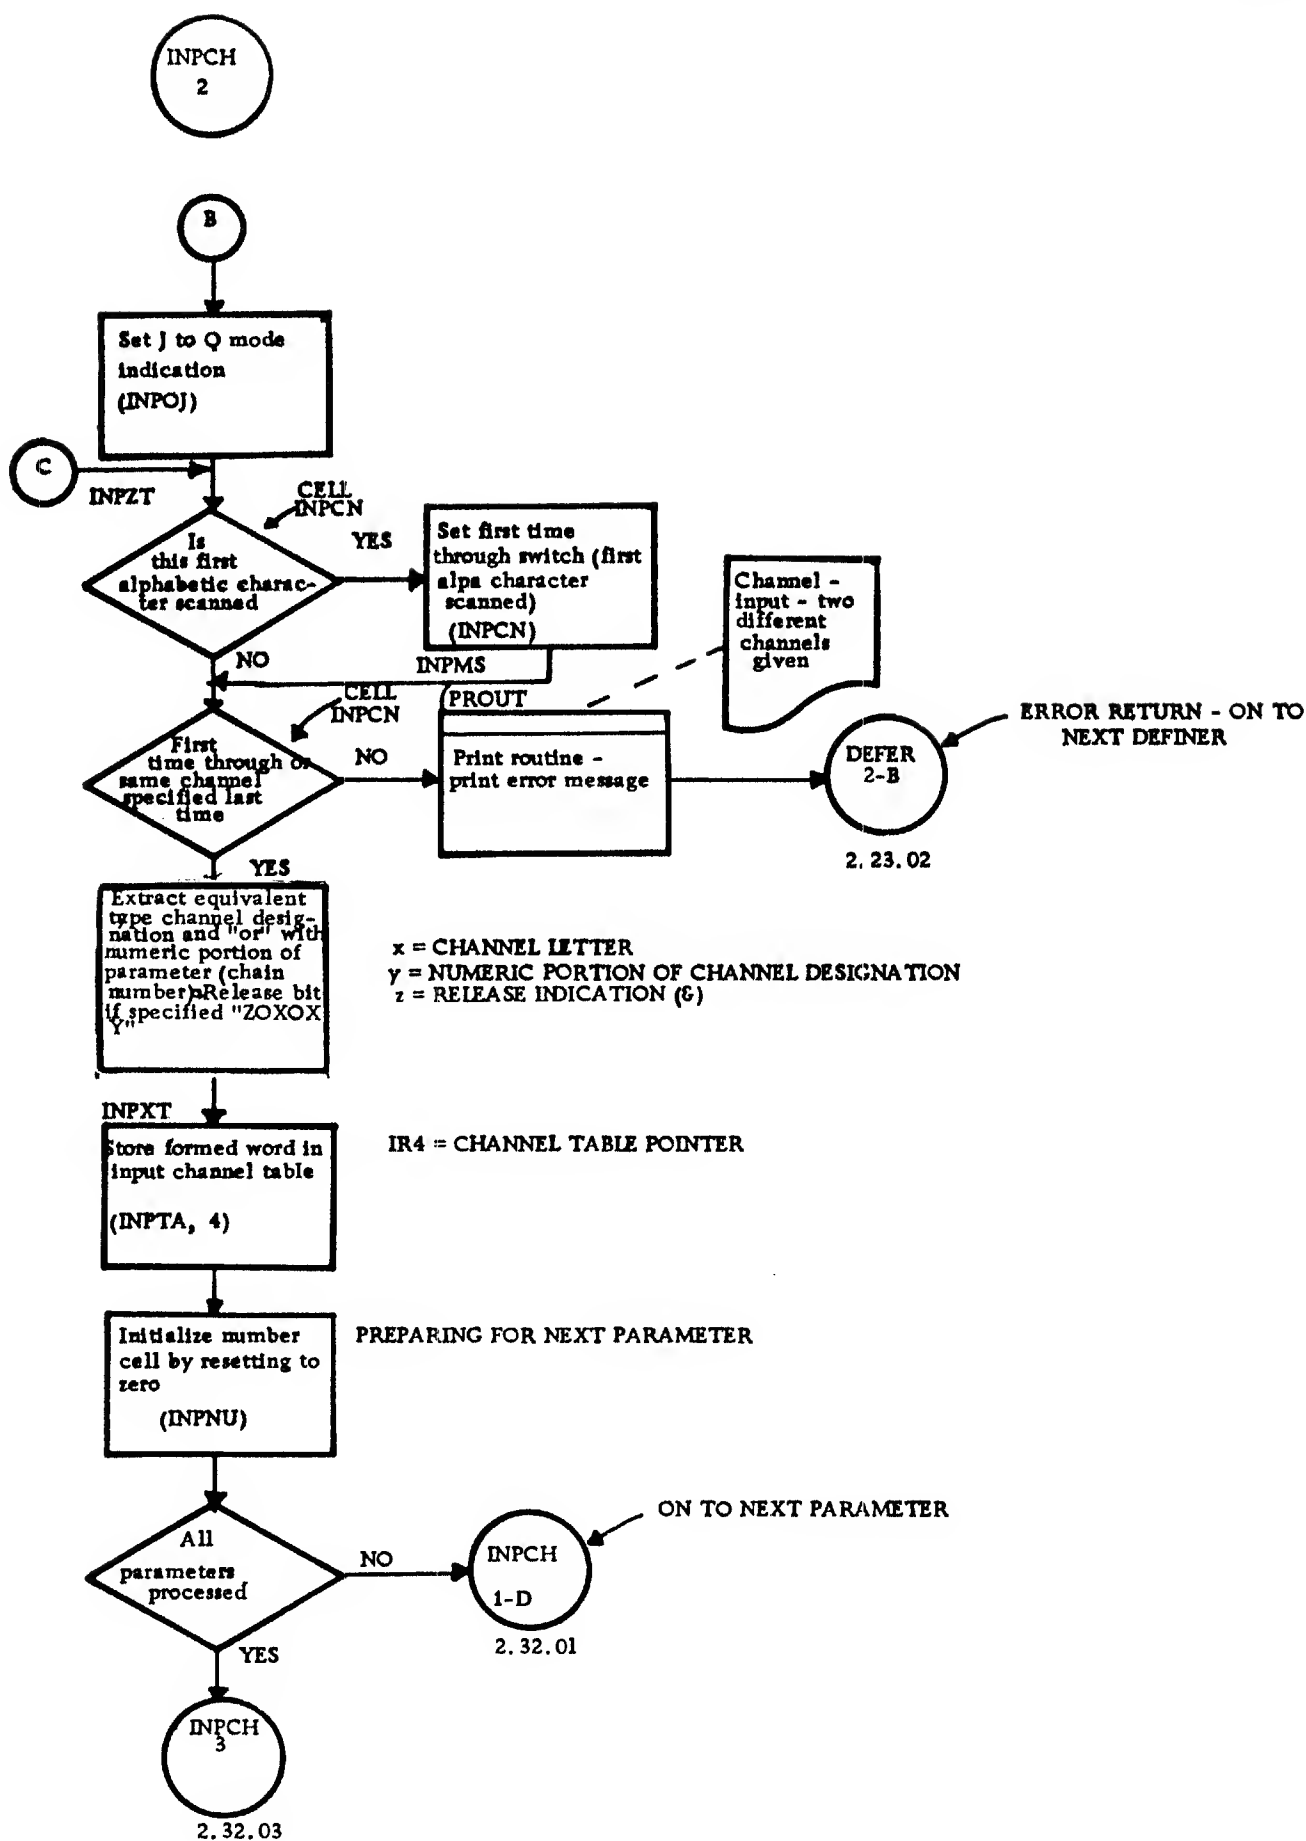 INPCH
2
B
Set J to Q mode
indication
(INPOJ)
C
INPZT
CELL
INPCN
Is
this first
alphabetic charac-
ter scanned
YES
Set first time
through switch (first
alpa character
scanned)
(INPCN)
Channel -
input - two
different
channels
given
NO
INPMS
CELL
INPCN
PROUT
First
time through or
same channel
specified last
time
NO
Print routine -
print error message
DEFER
2-B
2.23.02
ERROR RETURN - ON TO
NEXT DEFINER
YES
Extract equivalent
type channel desig-
nation and "or" with
numeric portion of
parameter (chain
number). Release bit
if specified "ZOXOX
Y"
x = CHANNEL LETTER
y = NUMERIC PORTION OF CHANNEL DESIGNATION
z = RELEASE INDICATION (&)
INPXT
Store formed word in
input channel table
(INPTA, 4)
IR4 = CHANNEL TABLE POINTER
Initialize number
cell by resetting to
zero
(INPNU)
PREPARING FOR NEXT PARAMETER
All
parameters
processed
NO
INPCH
1-D
2.32.01
ON TO NEXT PARAMETER
YES
INPCH
3
2.32.03